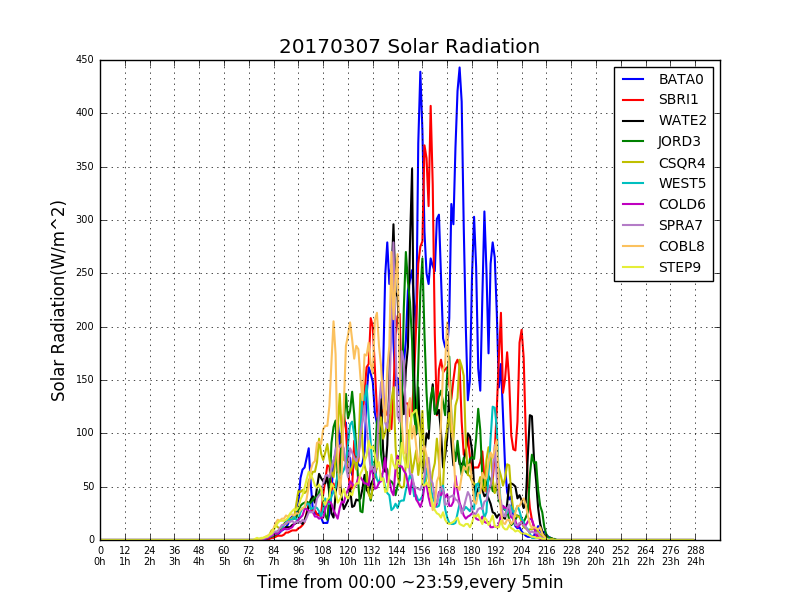 20170307 Solar Radiation
450
400
350
300
250
200
150
100
50
0
Solar Radiation(W/m^2)
BATA0
SBRI1
WATE2
JORD3
CSQR4
WEST5
COLD6
SPRA7
COBL8
STEP9
0 12 24 36 48 60 72 84 96 108 120 132 144 156 168 180 192 204 216 228 240 252 264 276 288
0h 1h 2h 3h 4h 5h 6h 7h 8h 9h 10h 11h 12h 13h 14h 15h 16h 17h 18h 19h 20h 21h 22h 23h 24h
Time from 00:00 ~23:59,every 5min